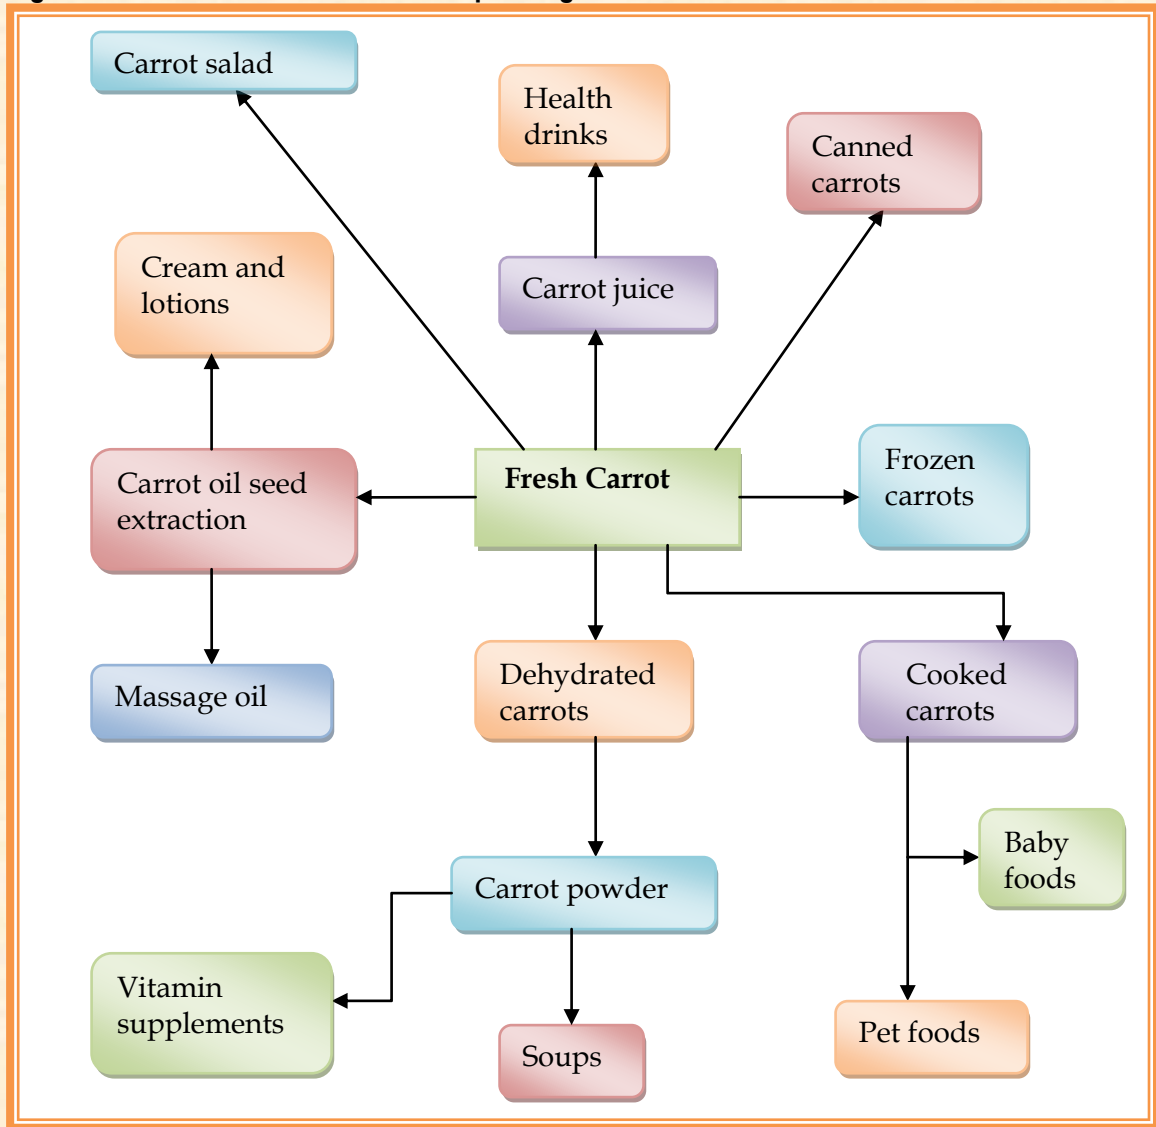 Carrot salad
Health
drinks
Canned
carrots
Cream and
lotions
Carrot juice
Carrot oil seed
extraction
Fresh Carrot
Frozen
carrots
Massage oil
Dehydrated
carrots
Cooked
carrots
Baby
foods
Carrot powder
Vitamin
supplements
Soups
Pet foods